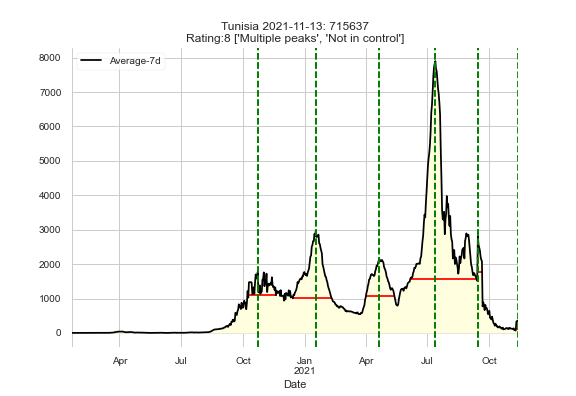 Tunisia 2021-11-13: 715637
Rating:8 ['Multiple peaks', 'Not in control']
Average-7d
8000
7000
6000
5000
4000
3000
2000
1000
0
Apr Jul Oct Jan Apr Jul Oct
2021
Date